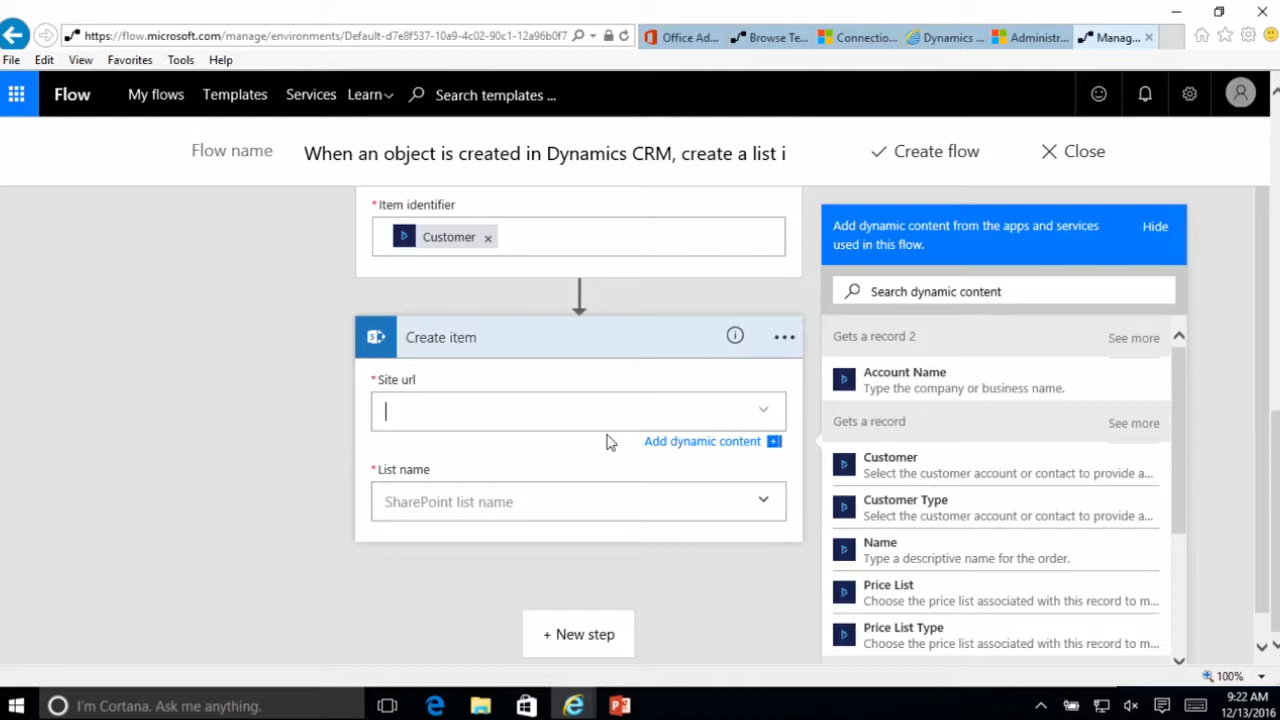 https://flow.microsoft.com/manage/environments/Default-d7e8f537-10a9-4c02-90c1-12a96b0f7
Office Ad...
Browse Te...
Connectio...
Dynamics ...
Administr...
Manag...
File Edit View Favorites Tools Help
Flow My flows Templates Services Learn Search templates ...
Flow name When an object is created in Dynamics CRM, create a list i Create flow Close
* Item identifier
Customer
Create item
* Site url
Add dynamic content
* List name
SharePoint list name
+ New step
Add dynamic content from the apps and services
used in this flow.
Hide
Search dynamic content
Gets a record 2 See more
Account Name
Type the company or business name.
Gets a record See more
Customer
Select the customer account or contact to provide a...
Customer Type
Select the customer account or contact to provide a...
Name
Type a descriptive name for the order.
Price List
Choose the price list associated with this record to m...
Price List Type
Choose the price list associated with this record to m...
100%
I'm Cortana. Ask me anything.
9:22 AM
12/13/2016